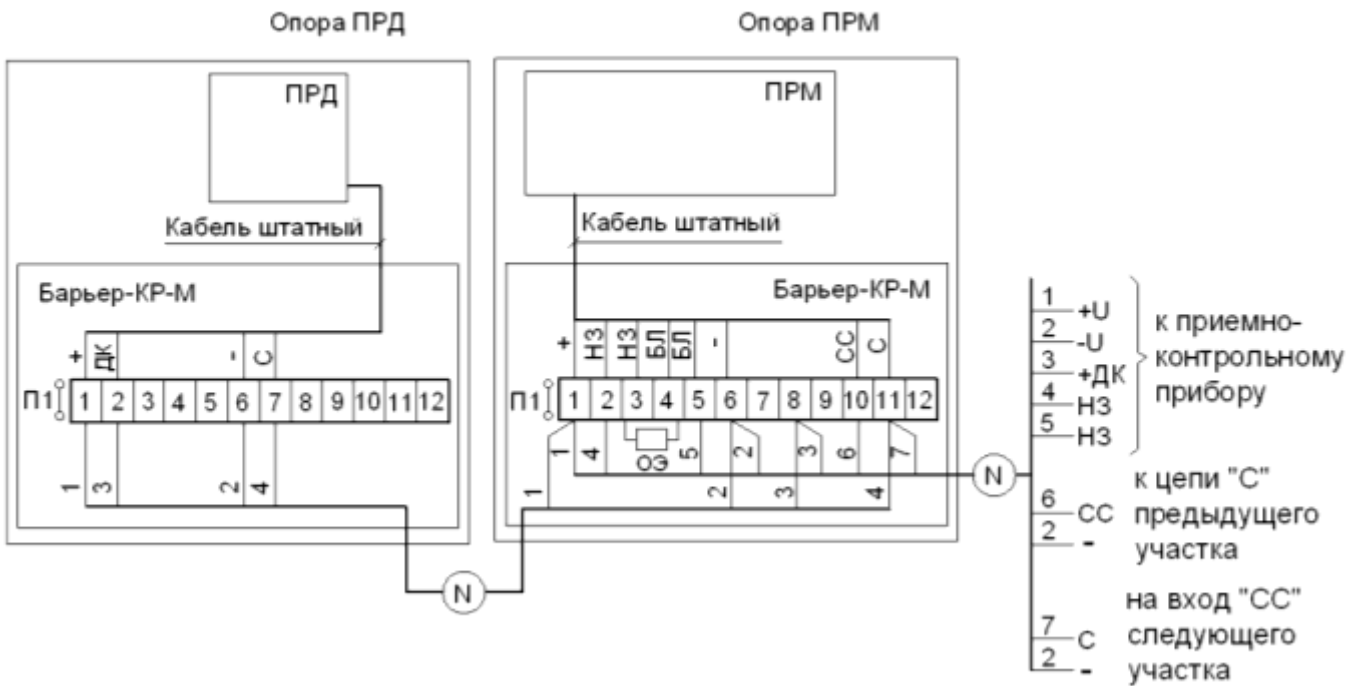 Опора ПРД
Опора ПРМ
ПРД
ПРМ
Кабель штатный
Кабель штатный
Барьер-КР-М
Барьер-КР-М
+ ДК - С
+ НЗ НЗ БЛ БЛ - СС С
П1 1 2 3 4 5 6 7 8 9 10 11 12
П1 1 2 3 4 5 6 7 8 9 10 11 12
1 3 2 4
1 4 ОЭ 5 2 3 6 7
1 2 3 4
N
N
1 +U
2 -U
3 +ДК
4 НЗ
5 НЗ
к приемно-
контрольному
прибору
6 СС
2 -
к цепи "С"
предыдущего
участка
7 С
2 -
на вход "СС"
следующего
участка